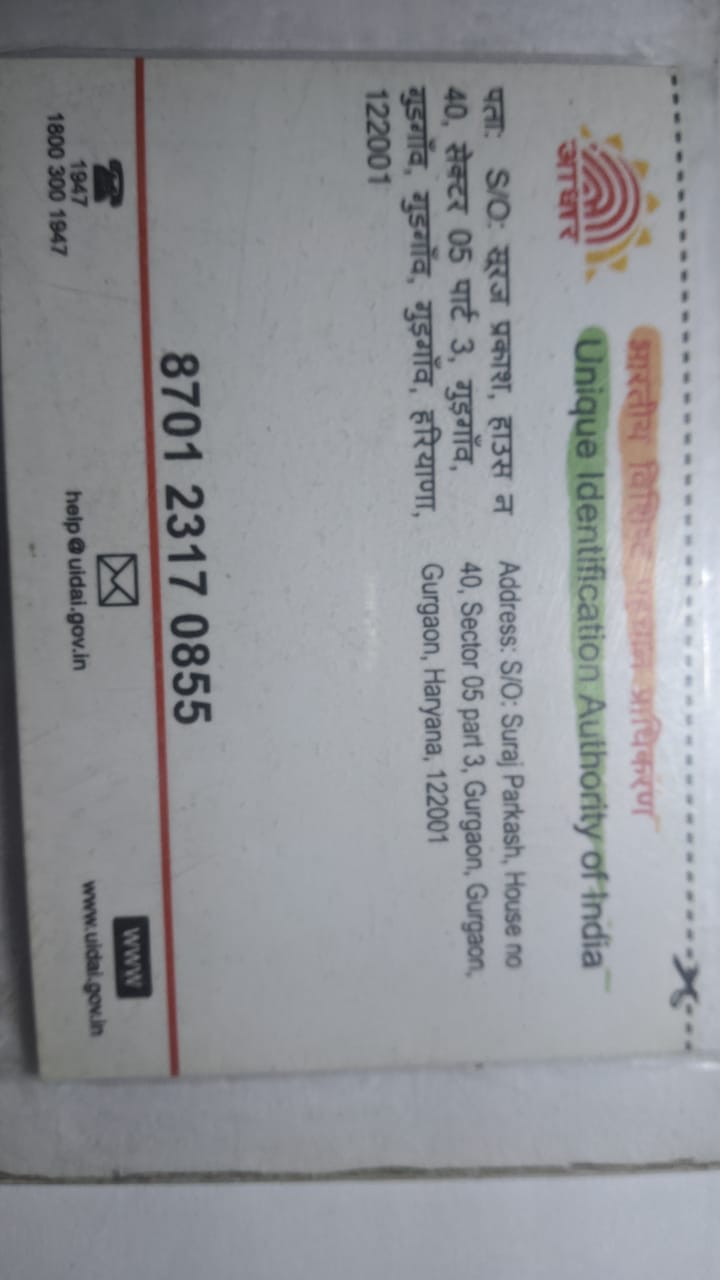 भारतीय विशिष्ट पहचान प्राधिकरण
Unique Identification Authority of India
आधार
पताः S/O: सूरज प्रकाश, हाउस न
40, सेक्टर 05 पार्ट 3, गुड़गाँव,
गुड़गाँव, गुड़गाँव, गुड़गाँव, हरियाणा,
122001
Address: S/O: Suraj Parkash, House no
40, Sector 05 part 3, Gurgaon, Gurgaon,
Gurgaon, Haryana, 122001
8701 2317 0855
1947
1800 300 1947
help@uidai.gov.in
www
www.uidai.gov.in